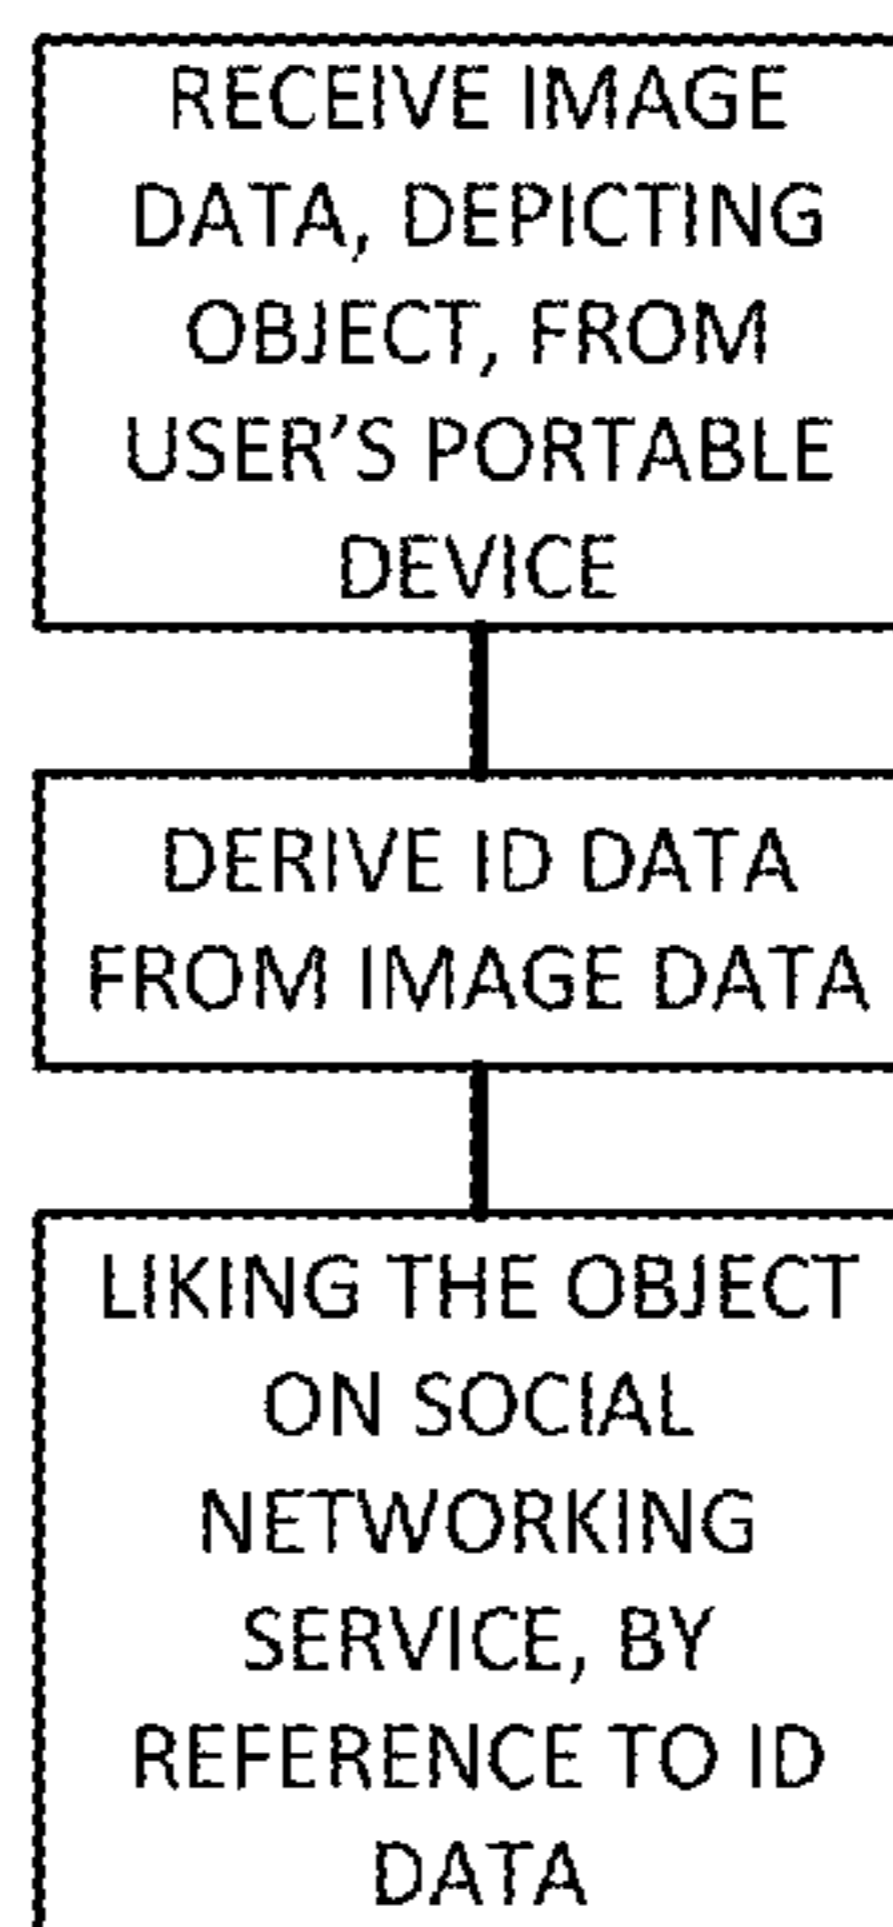 RECEIVE IMAGE
DATA, DEPICTING
OBJECT, FROM
USER’S PORTABLE
DEVICE
DERIVE ID DATA
FROM IMAGE DATA
LIKING THE OBJECT
ON SOCIAL
NETWORKING
SERVICE, BY
REFERENCE TO ID
DATA